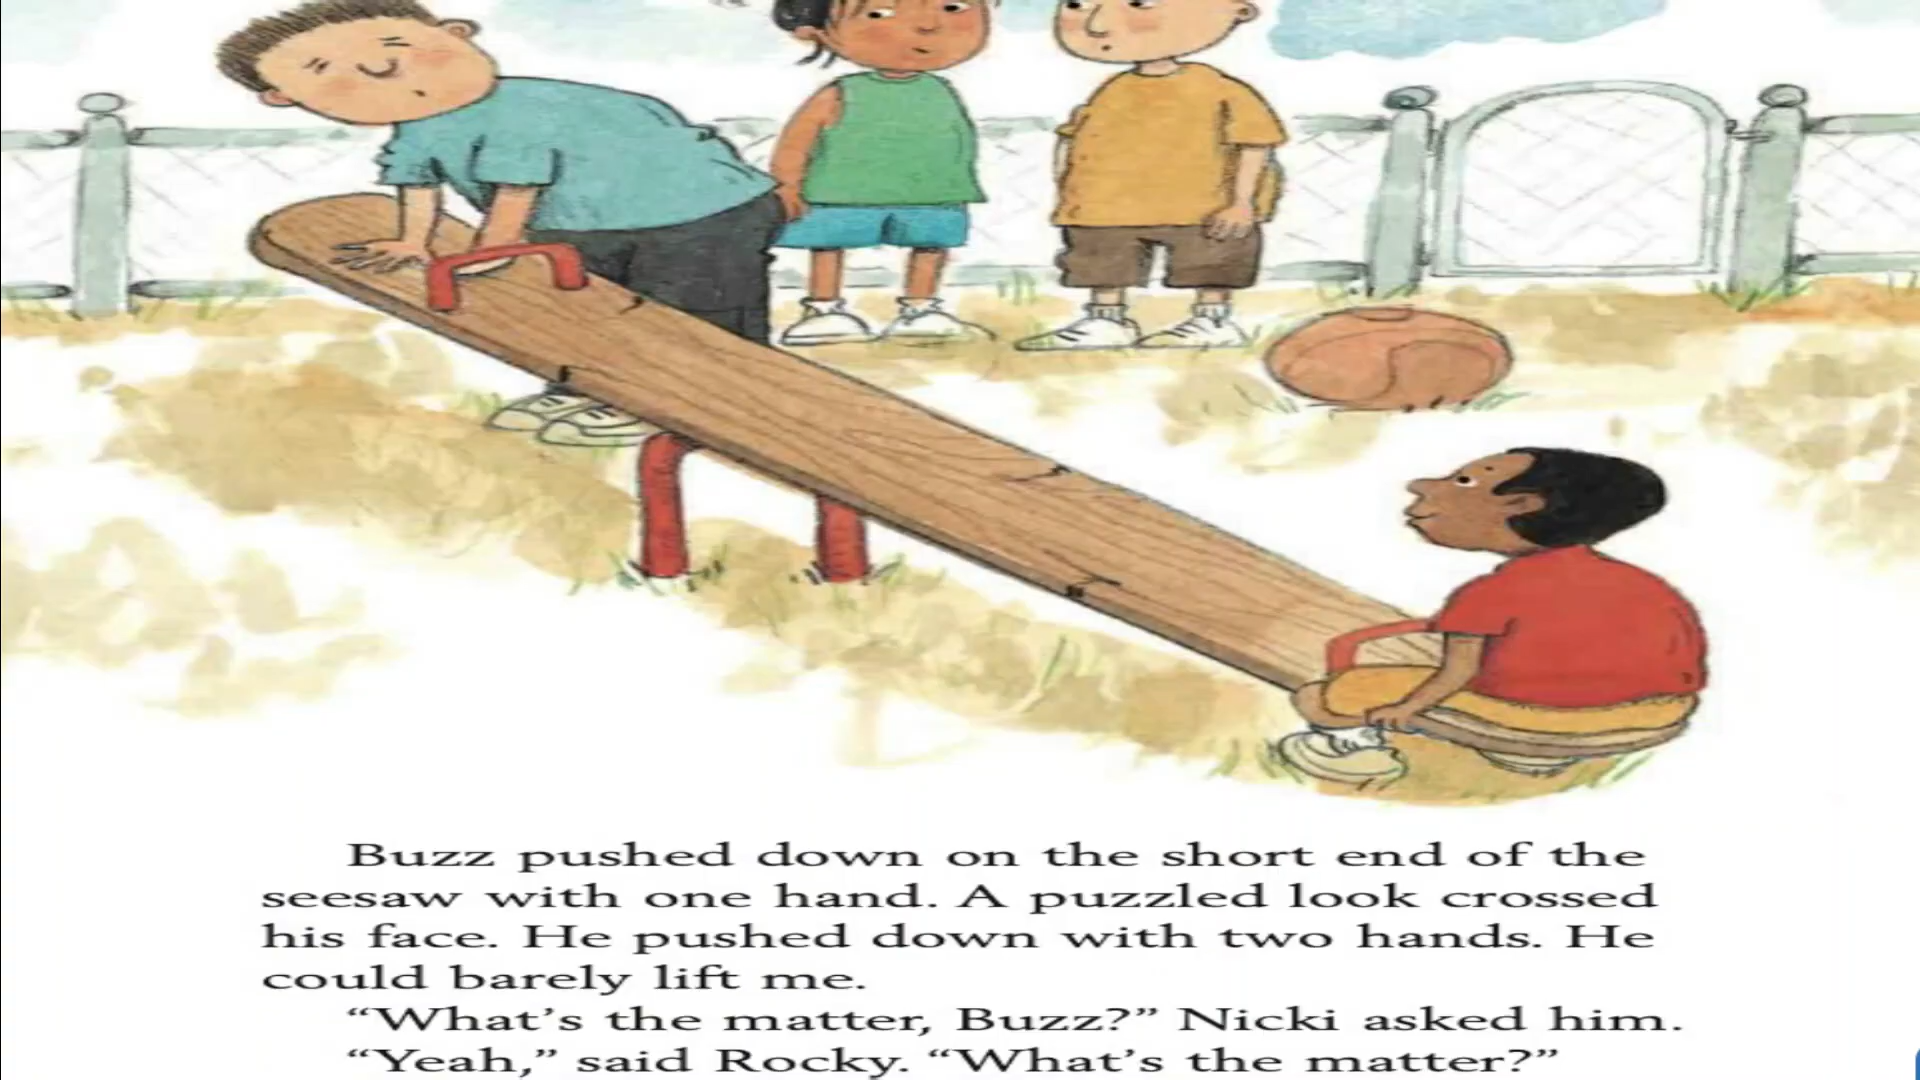 Buzz pushed down on the short end of the
seesaw with one hand. A puzzled look crossed
his face. He pushed down with two hands. He
could barely lift me.
“What’s the matter, Buzz?” Nicki asked him.
“Yeah,” said Rocky. “What’s the matter?”